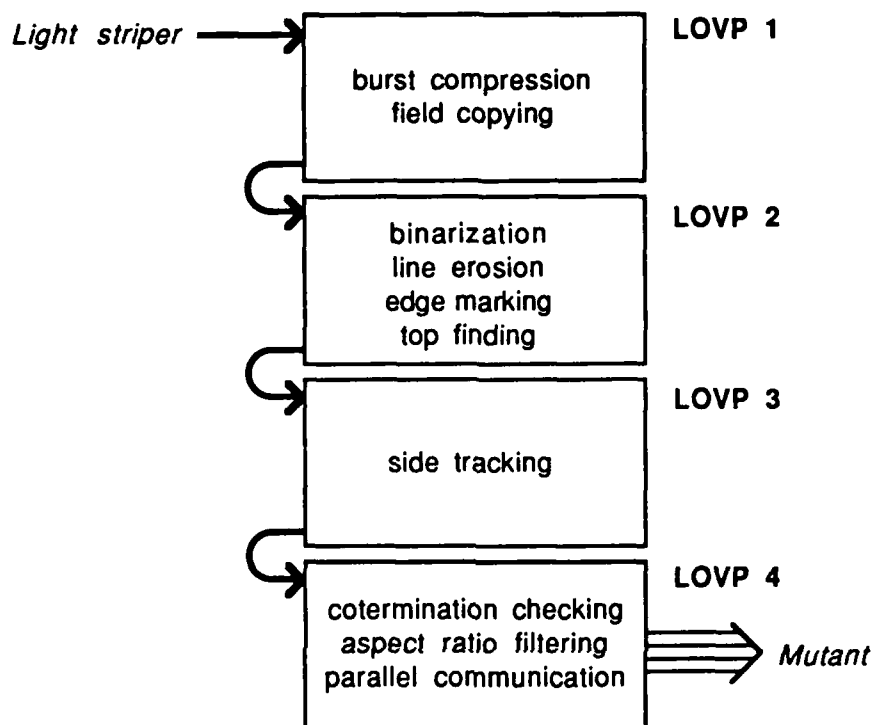 Light striper
LOVP 1
burst compression
field copying
LOVP 2
binarization
line erosion
edge marking
top finding
LOVP 3
side tracking
LOVP 4
cotermination checking
aspect ratio filtering
parallel communication
Mutant